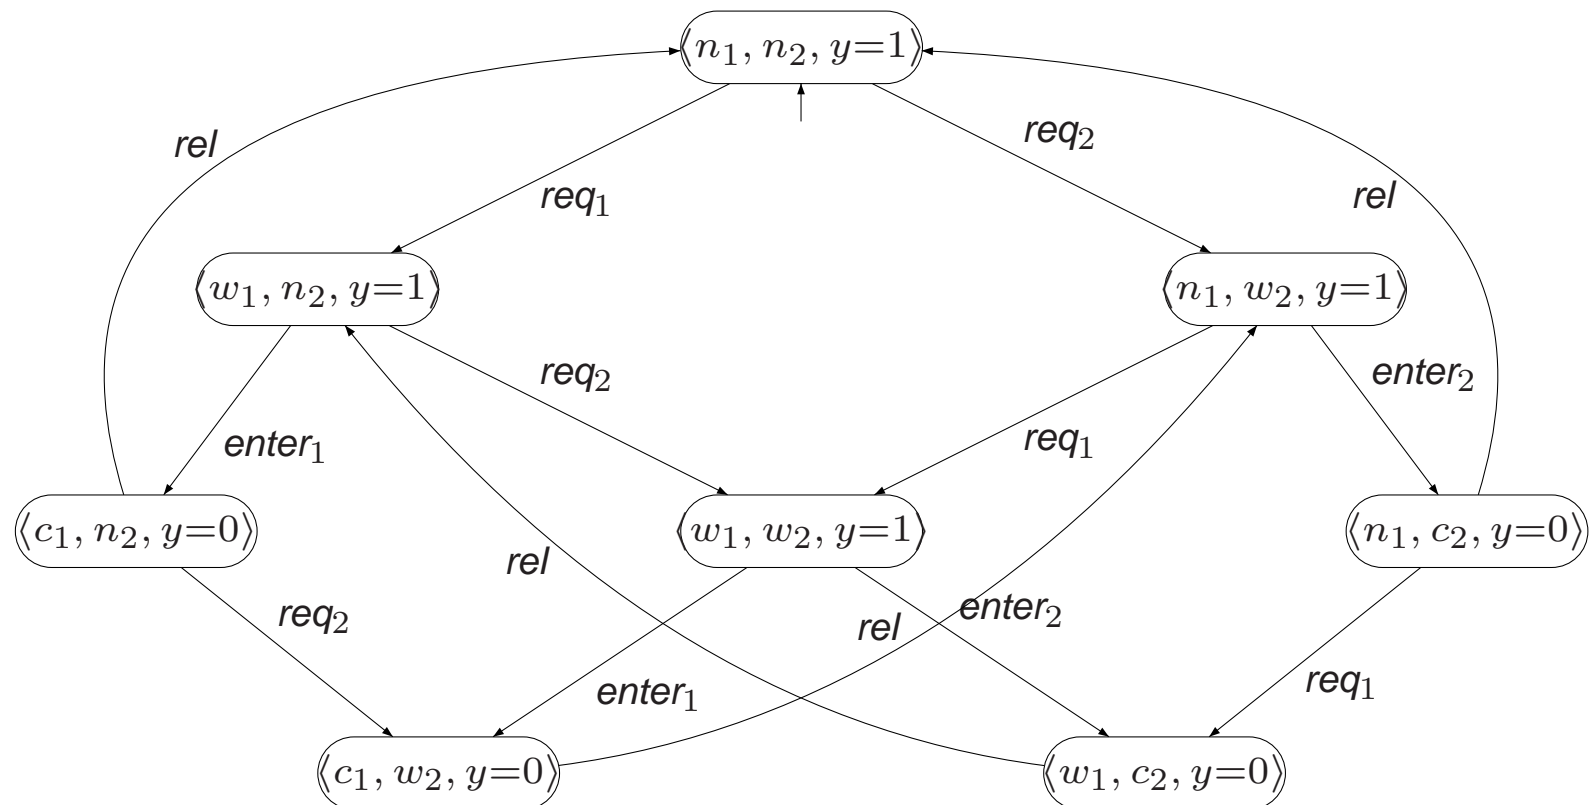 ⟨n₁, n₂, y=1⟩
rel
req₂
req₁
rel
⟨w₁, n₂, y=1⟩
⟨n₁, w₂, y=1⟩
req₂
enter₂
enter₁
req₁
⟨c₁, n₂, y=0⟩
⟨w₁, w₂, y=1⟩
⟨n₁, c₂, y=0⟩
rel
req₂
rel
enter₂
enter₁
req₁
⟨c₁, w₂, y=0⟩
⟨w₁, c₂, y=0⟩